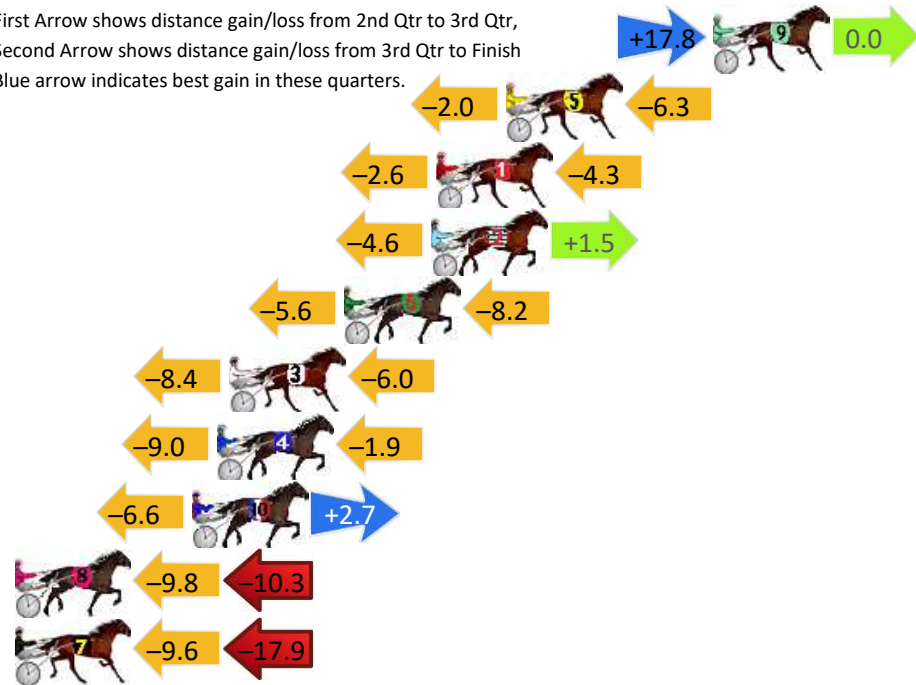 First Arrow shows distance gain/loss from 2nd Qtr to 3rd Qtr,
Second Arrow shows distance gain/loss from 3rd Qtr to Finish
Blue arrow indicates best gain in these quarters.
+17.8 9 0.0
–2.0 5 –6.3
–2.6 1 –4.3
–4.6 +1.5
–5.6 –8.2
–8.4 3 –6.0
–9.0 4 –1.9
–6.6 10 +2.7
8 –9.8 –10.3
7 –9.6 –17.9